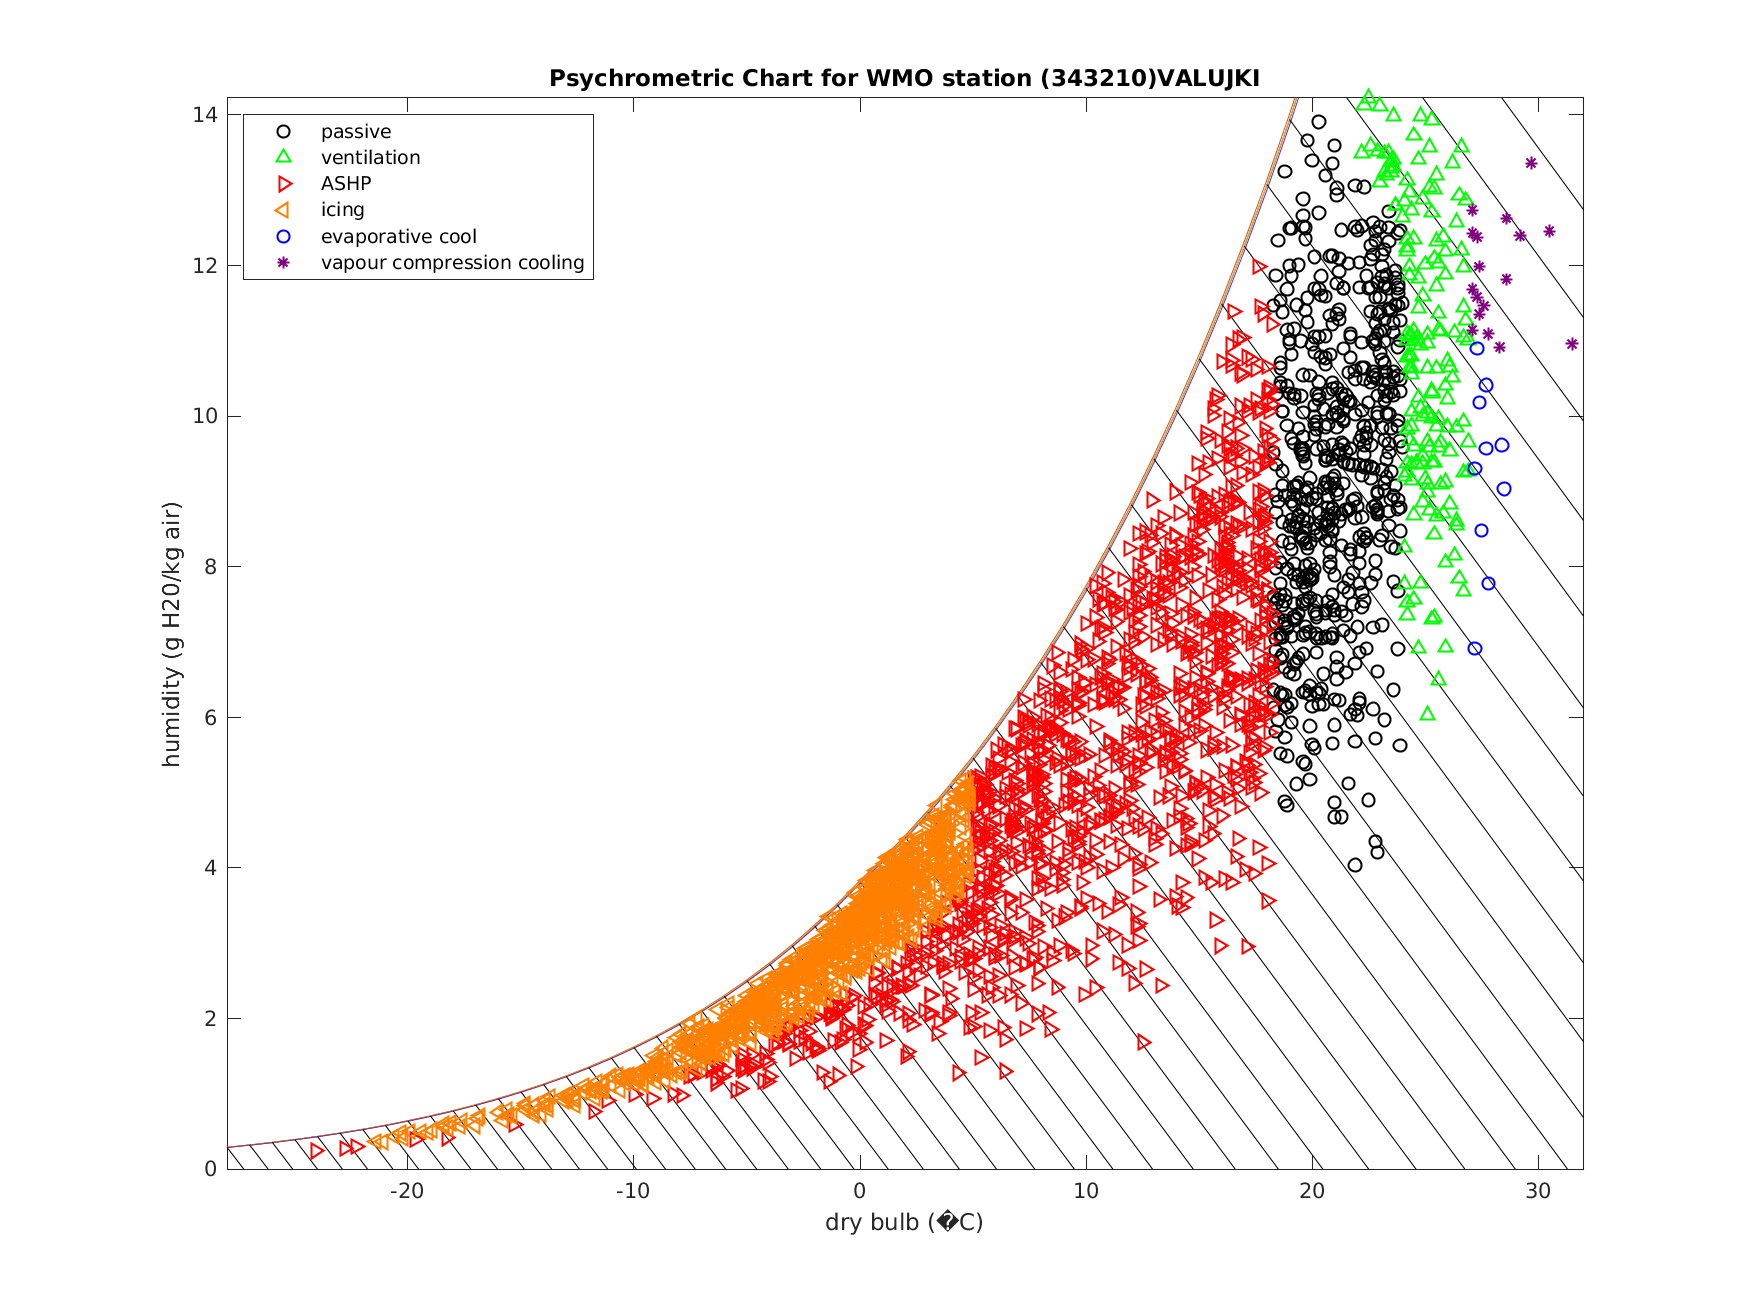 Psychrometric Chart for WMO station (343210)VALUJKI
passive
ventilation
ASHP
icing
evaporative cool
vapour compression cooling
humidity (g H20/kg air)
14
12
10
8
6
4
2
0
-20
-10
0
10
20
30
dry bulb (�C)